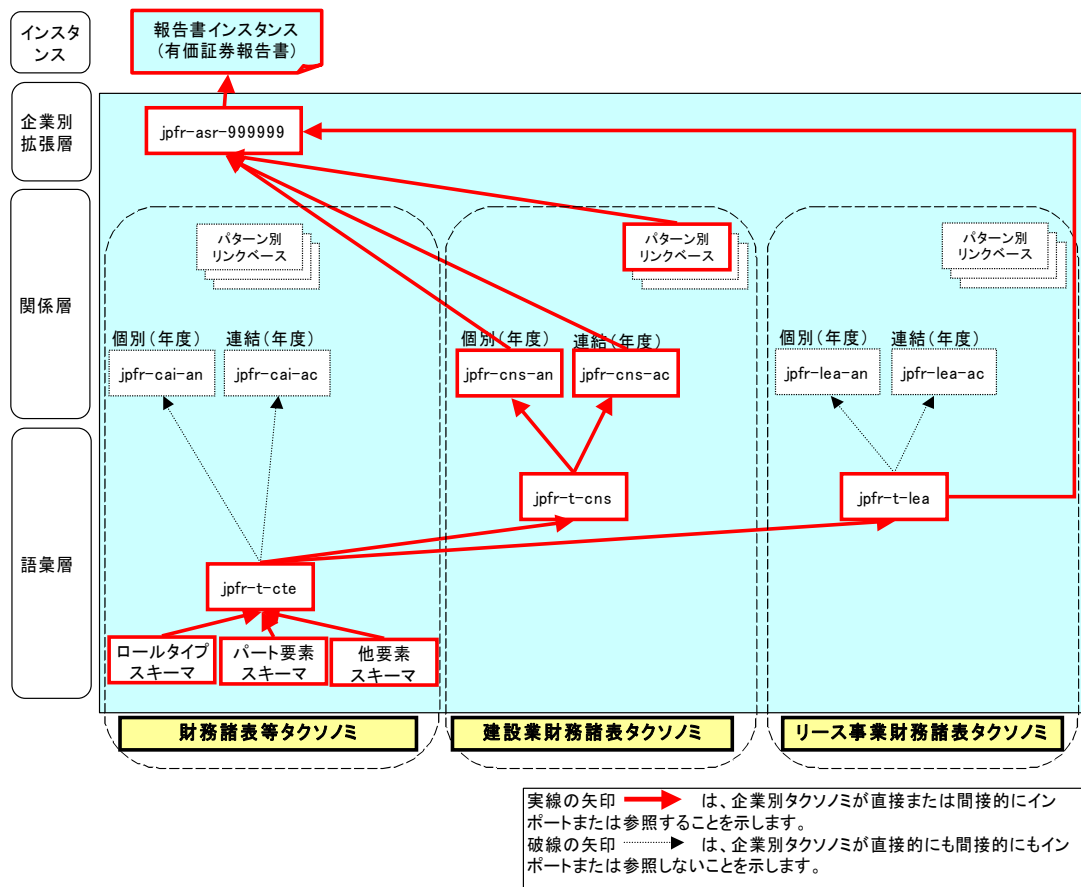 インスタ
ンス
報告書インスタンス
(有価証券報告書)
企業別
拡張層
jpfr-asr-999999
関係層
パターン別
リンクベース
パターン別
リンクベース
パターン別
リンクベース
個別(年度)
連結(年度)
jpfr-cai-an
jpfr-cai-ac
個別(年度)
連結(年度)
jpfr-cns-an
jpfr-cns-ac
個別(年度)
連結(年度)
jpfr-lea-an
jpfr-lea-ac
語彙層
jpfr-t-cns
jpfr-t-lea
jpfr-t-cte
ロールタイプ
スキーマ
パート要素
スキーマ
他要素
スキーマ
財務諸表等タクソノミ
建設業財務諸表タクソノミ
リース事業財務諸表タクソノミ
実線の矢印 は、企業別タクソノミが直接または間接的にイン
ポートまたは参照することを示します。
破線の矢印 は、企業別タクソノミが直接的にも間接的にもイン
ポートまたは参照しないことを示します。